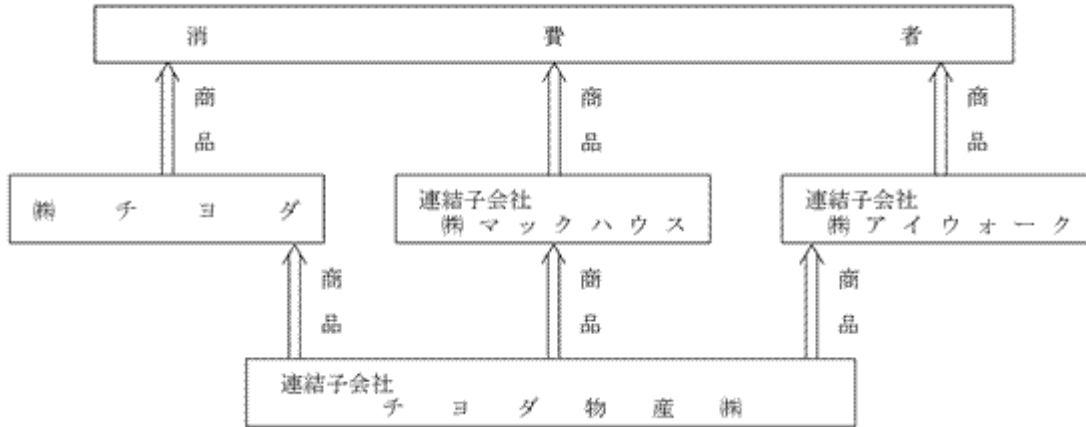 消費者
商品
商品
商品
㈱チヨダ
連結子会社
㈱マックハウス
連結子会社
㈱アイウォーク
商品
商品
商品
連結子会社
チヨダ物産㈱